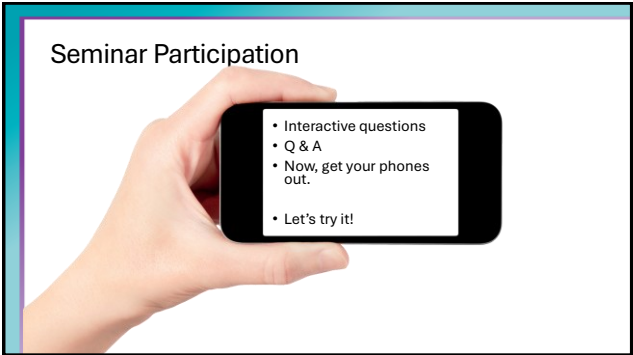 Seminar Participation
• Interactive questions
• Q & A
• Now, get your phones
out.
• Let’s try it!